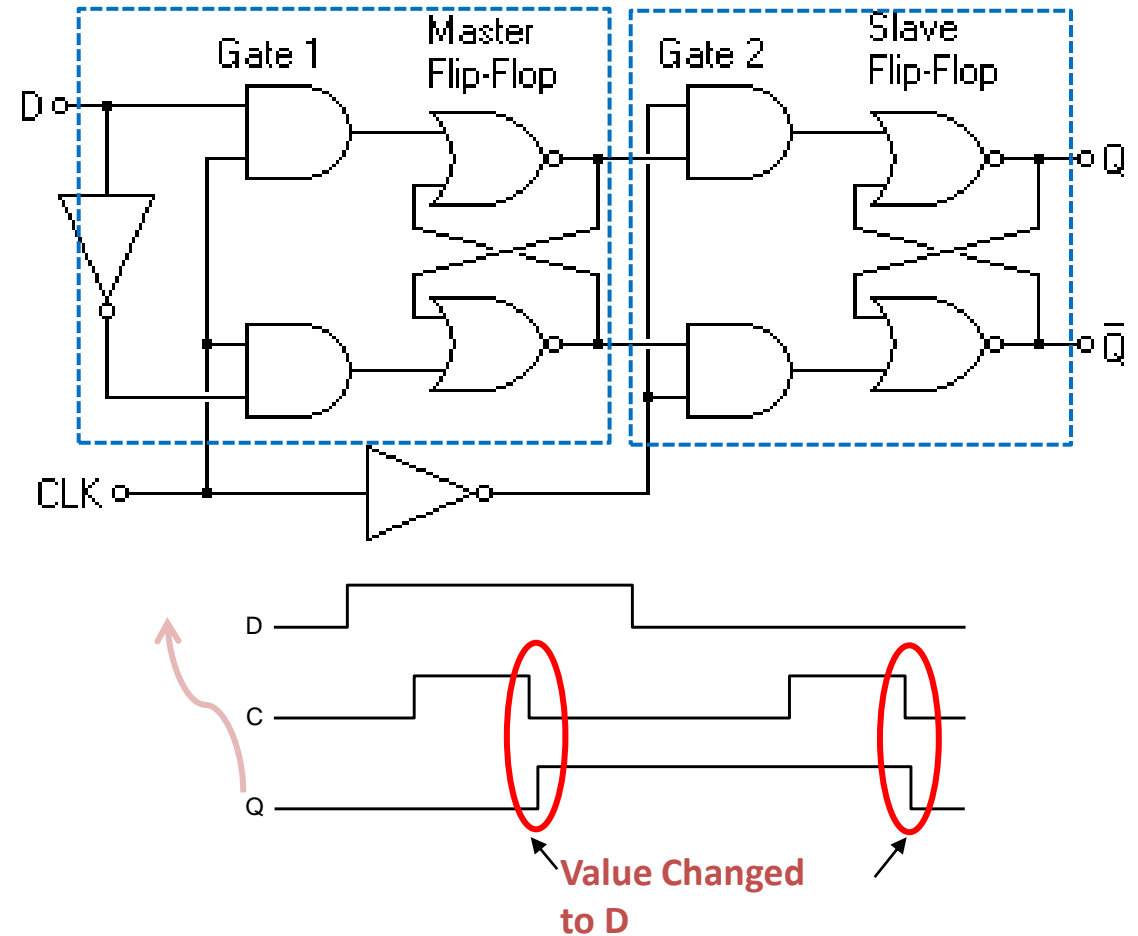 Gate 1
Master
Flip-Flop
Gate 2
Slave
Flip-Flop
D
Q
Q̅
CLK
D
C
Q
Value Changed
to D